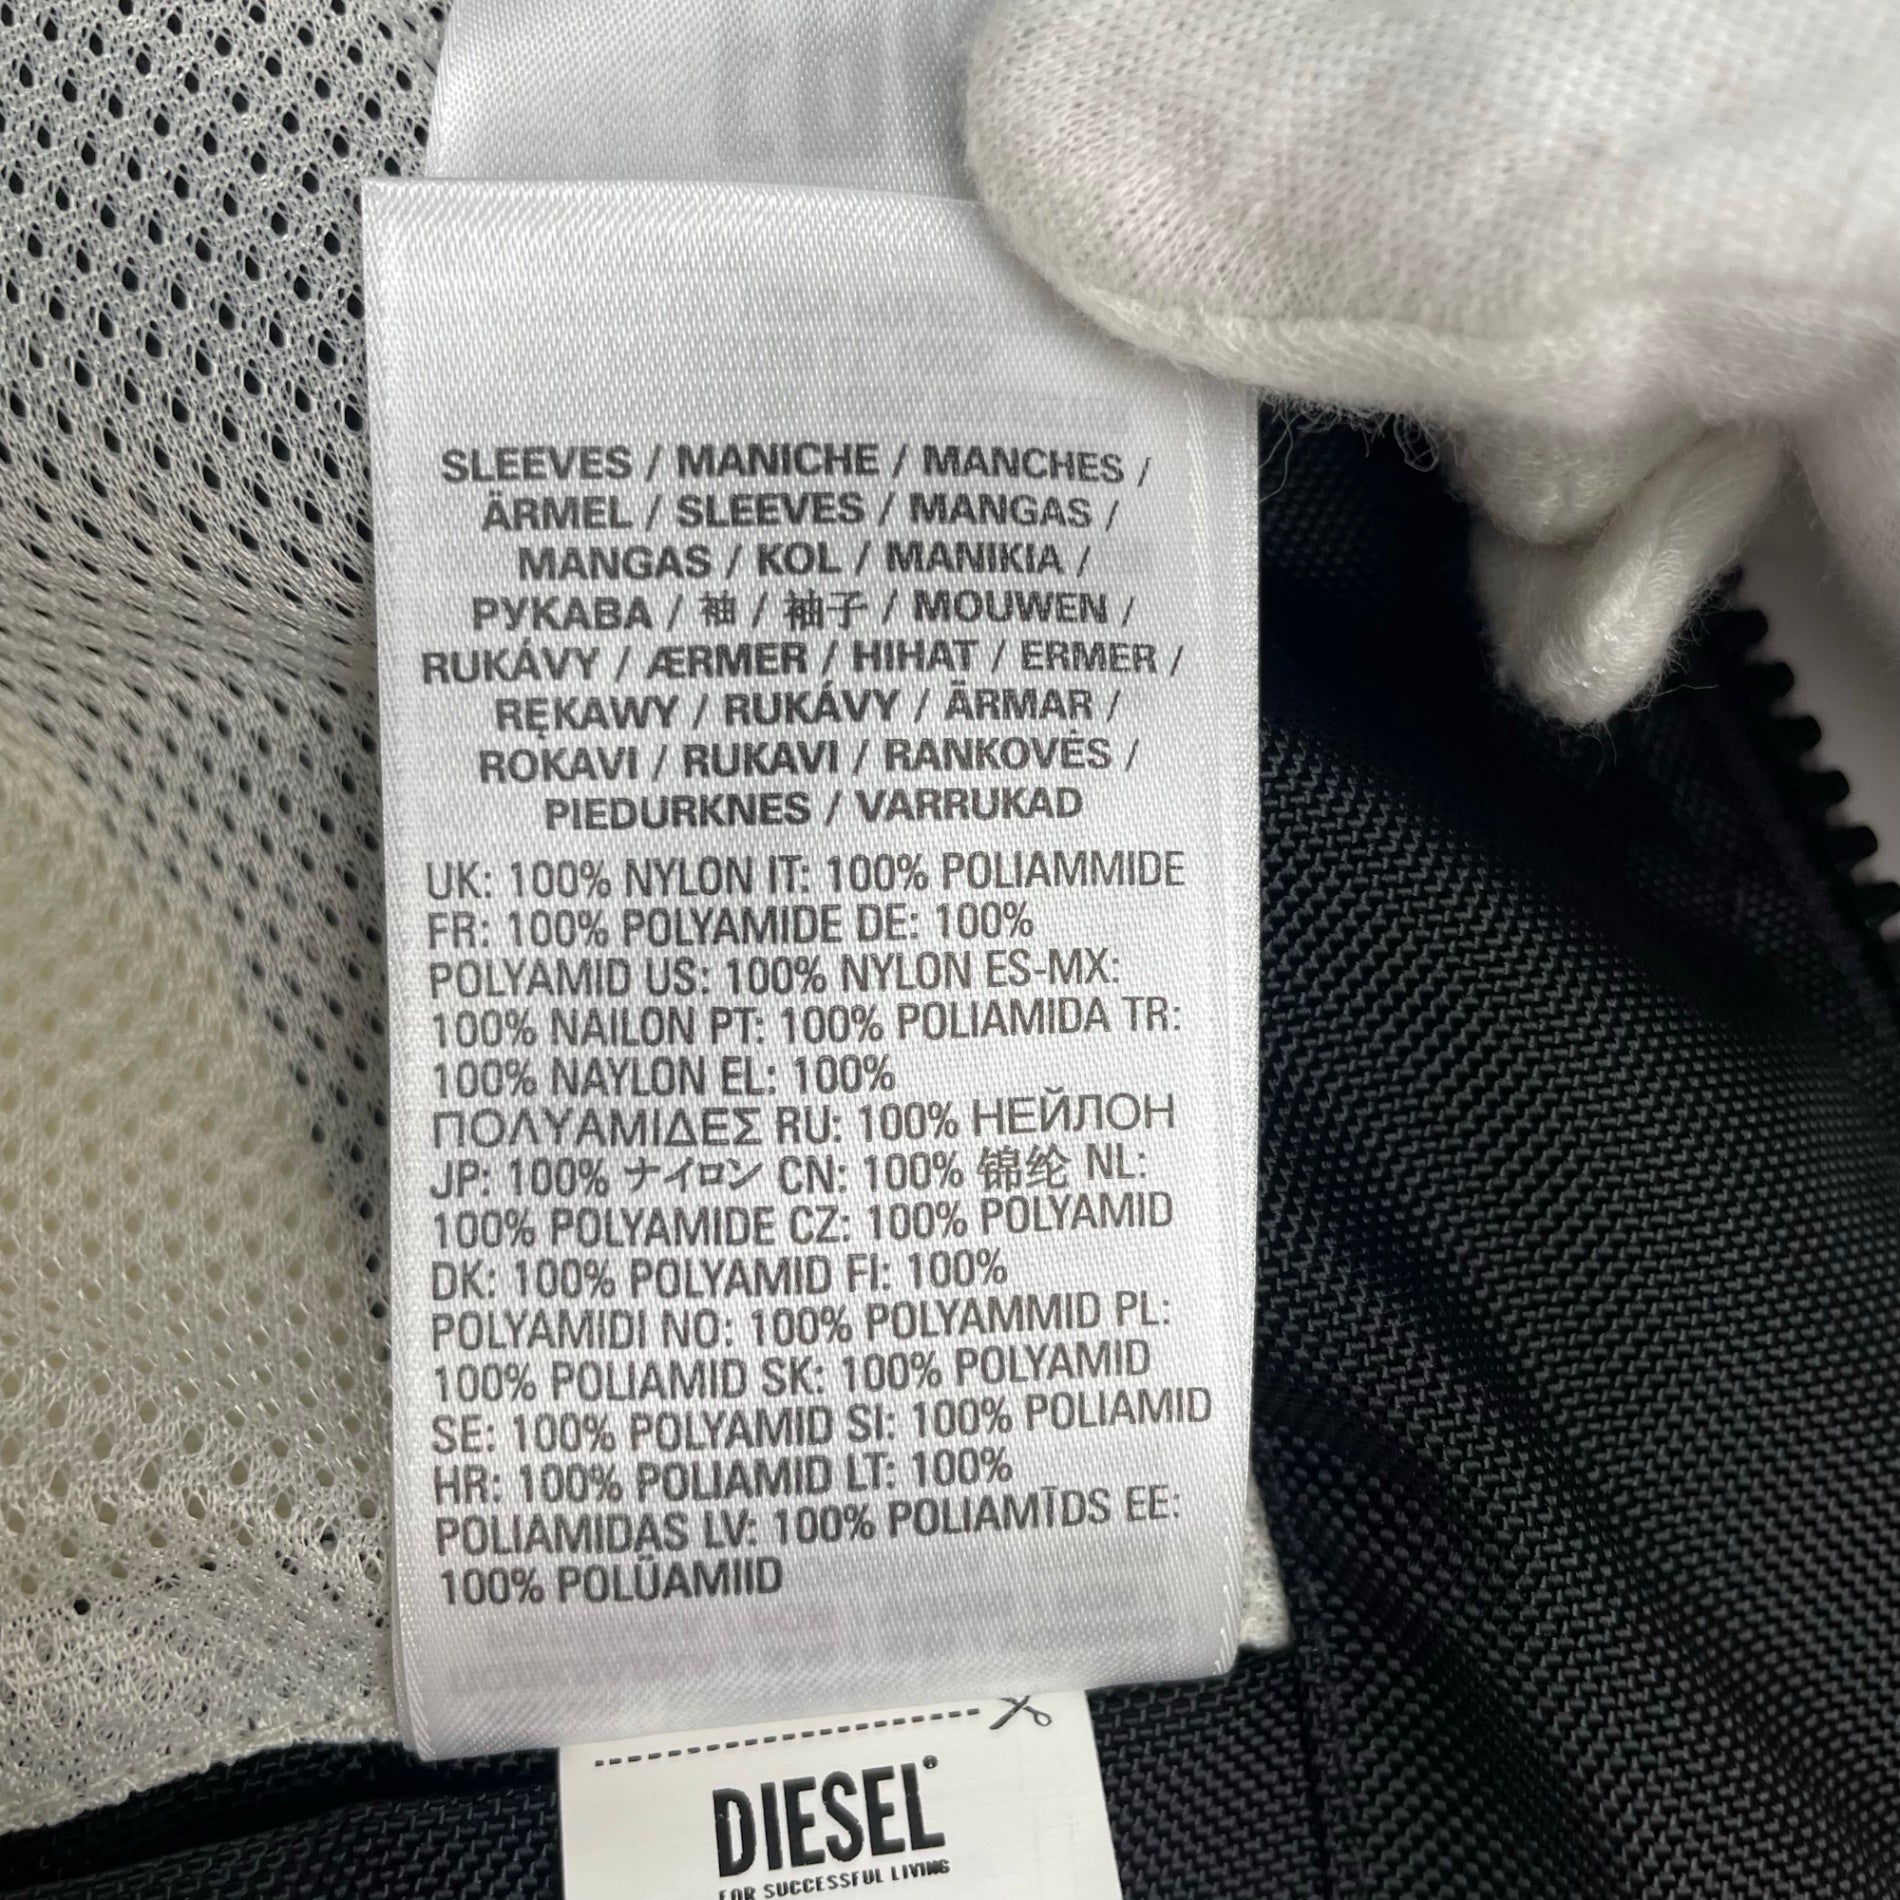 SLEEVES / MANICHE / MANCHES /
ÄRMEL / SLEEVES / MANGAS /
MANGAS / KOL / MANIKIA /
РУКАВА / 袖 / 袖子 / MOUWEN /
RUKÁVY / ÆRMER / HIHAT / ERMER /
RĘKAWY / RUKÁVY / ÄRMAR /
ROKAVI / RUKAVI / RANKOVĖS /
PIEDURKNES / VARRUKAD
UK: 100% NYLON IT: 100% POLIAMMIDE
FR: 100% POLYAMIDE DE: 100%
POLYAMID US: 100% NYLON ES-MX:
100% NAILON PT: 100% POLIAMIDA TR:
100% NAYLON EL: 100%
ΠΟΛΥΑΜΙΔΕΣ RU: 100% НЕЙЛОН
JP: 100% ナイロン CN: 100% 锦纶 NL:
100% POLYAMIDE CZ: 100% POLYAMID
DK: 100% POLYAMID FI: 100%
POLYAMIDI NO: 100% POLYAMMID PL:
100% POLIAMID SK: 100% POLYAMID
SE: 100% POLYAMID SI: 100% POLIAMID
HR: 100% POLIAMID LT: 100%
POLIAMIDAS LV: 100% POLIAMĪDS EE:
100% POLÜAMIID
DIESEL®
FOR SUCCESSFUL LIVING